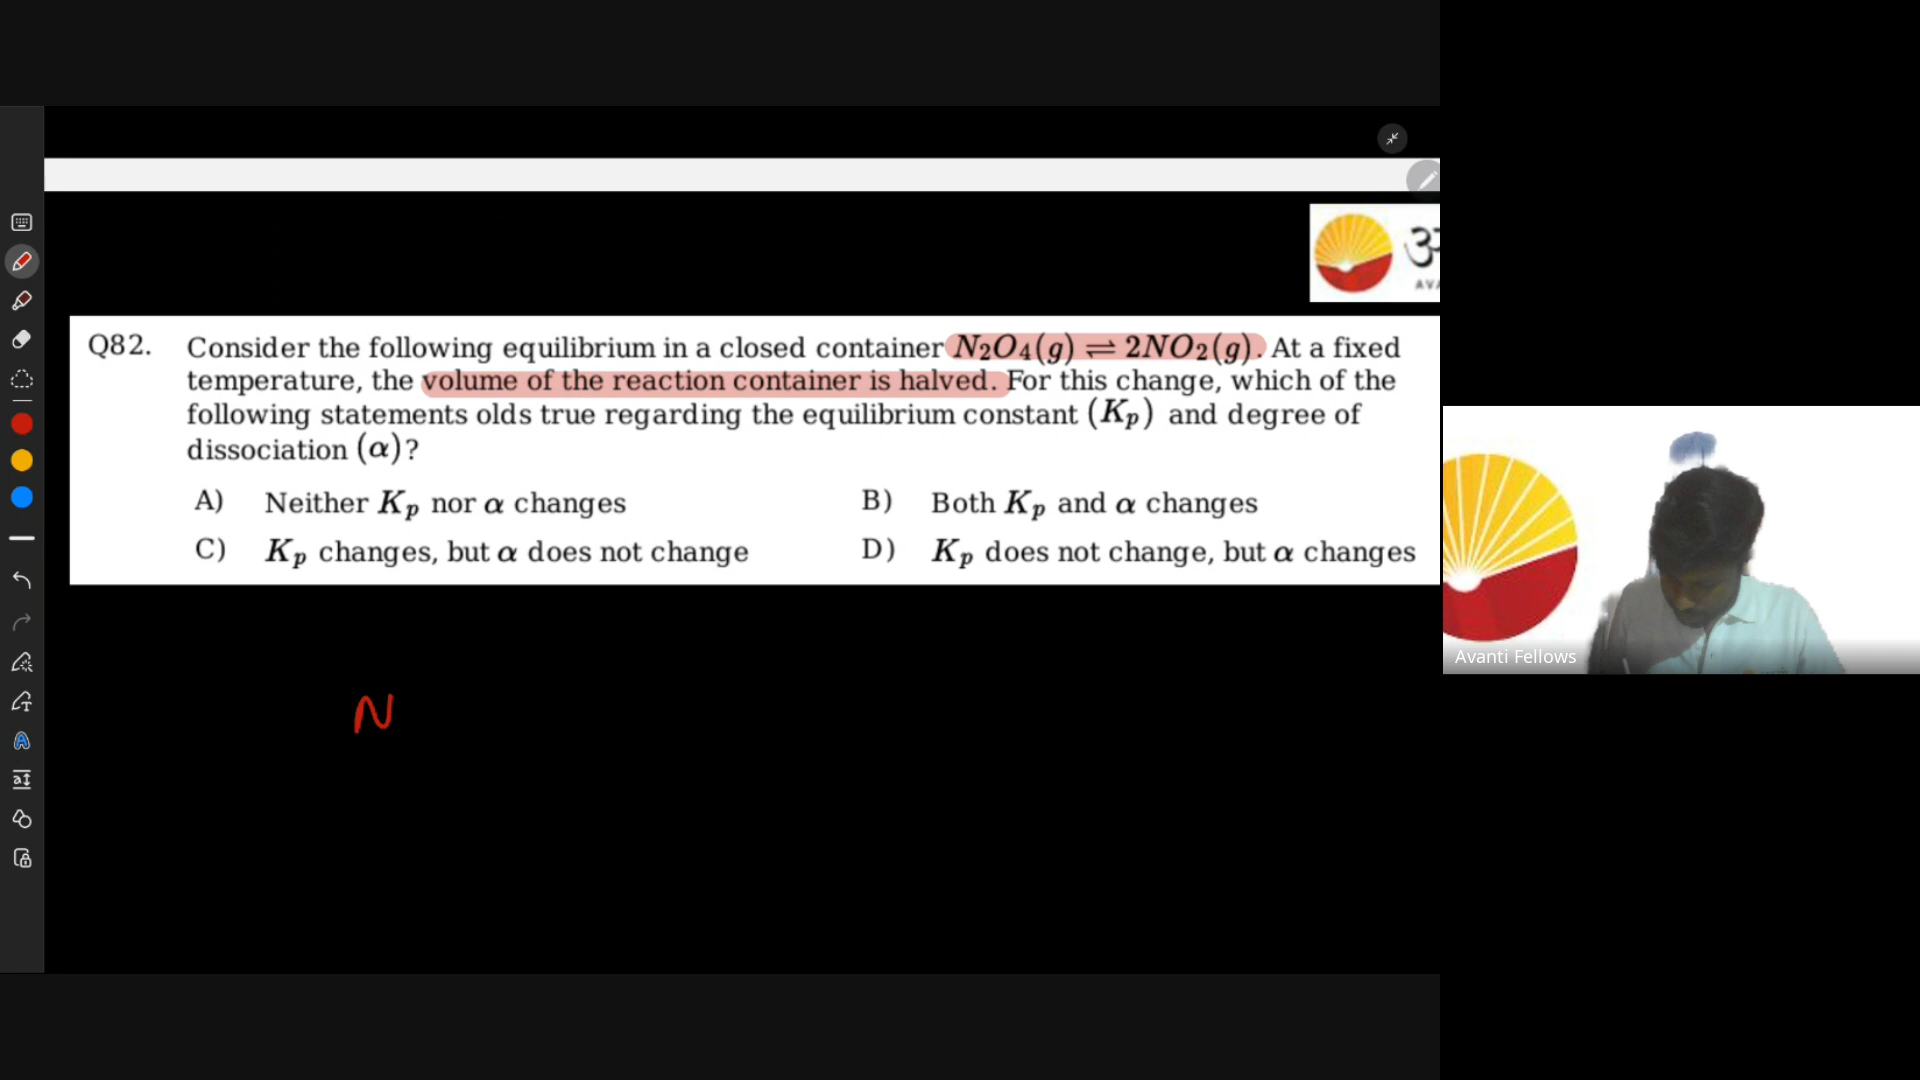 अ
AVA
Q82. Consider the following equilibrium in a closed container N₂O₄(g) ⇌ 2NO₂(g). At a fixed
temperature, the volume of the reaction container is halved. For this change, which of the
following statements olds true regarding the equilibrium constant (Kₚ) and degree of
dissociation (α)?
A) Neither Kₚ nor α changes B) Both Kₚ and α changes
C) Kₚ changes, but α does not change D) Kₚ does not change, but α changes
Avanti Fellows
N